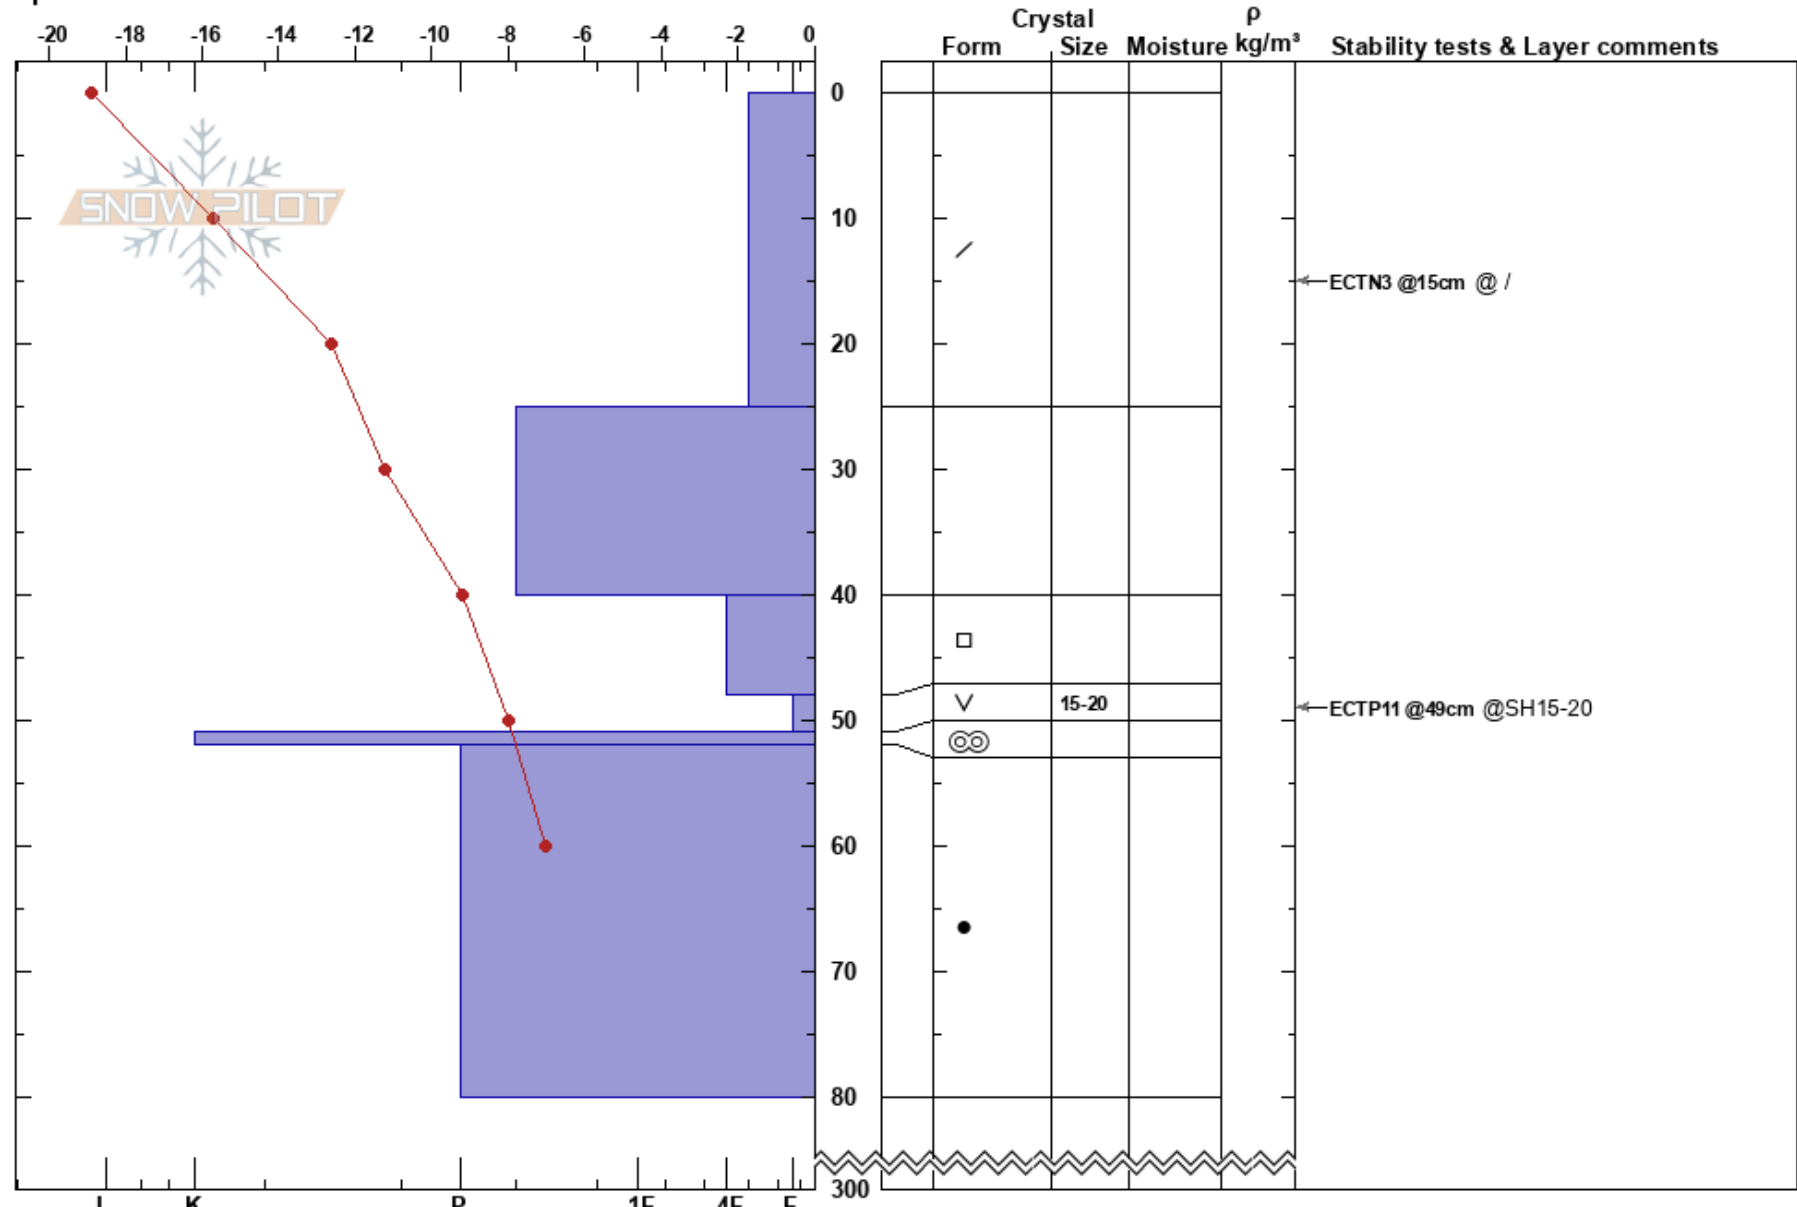 Crystal ρ
-20 -18 -16 -14 -12 -10 -8 -6 -4 -2 0
Form Size Moisture kg/m³ Stability tests & Layer comments
0
SNOW PILOT
10
ECTN3 @15cm @ /
20
30
40
15-20
ECTP11 @49cm @SH15-20
50
60
70
80
300
I K P 1F 4F F